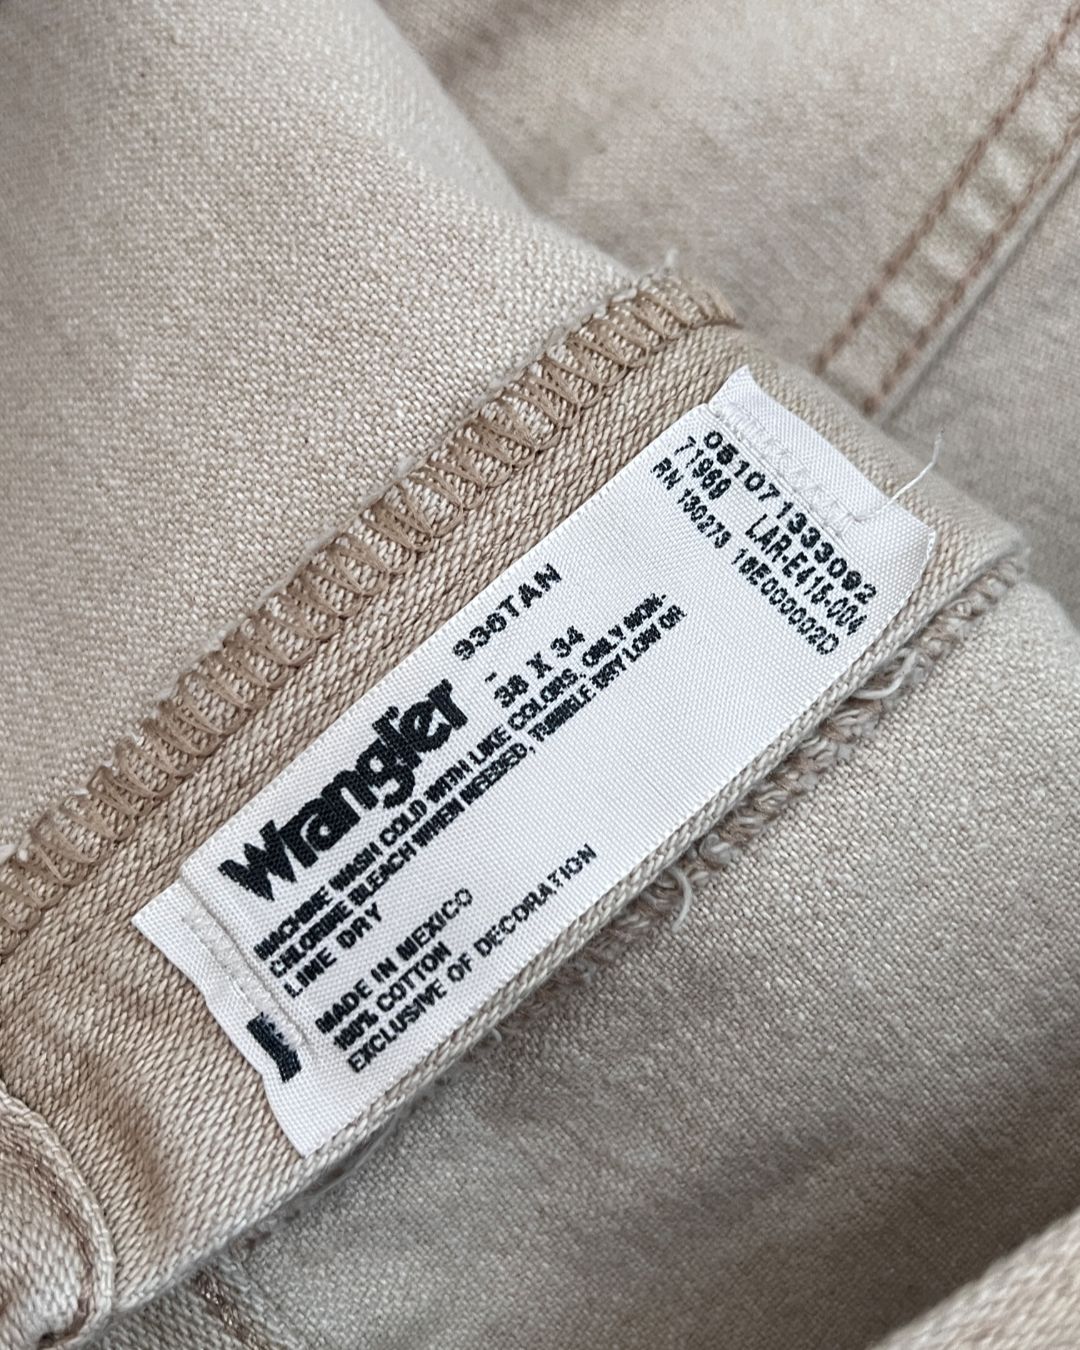 051071333092
71969 LAR-E415-004
RN 130273 18E000002D
936TAN
38 X 34
Wrangler
MACHINE WASH COLD WITH LIKE COLORS, ONLY NON-
CHLORINE BLEACH WHEN NEEDED, TUMBLE DRY LOW OR
LINE DRY
MADE IN MEXICO
100% COTTON
EXCLUSIVE OF DECORATION